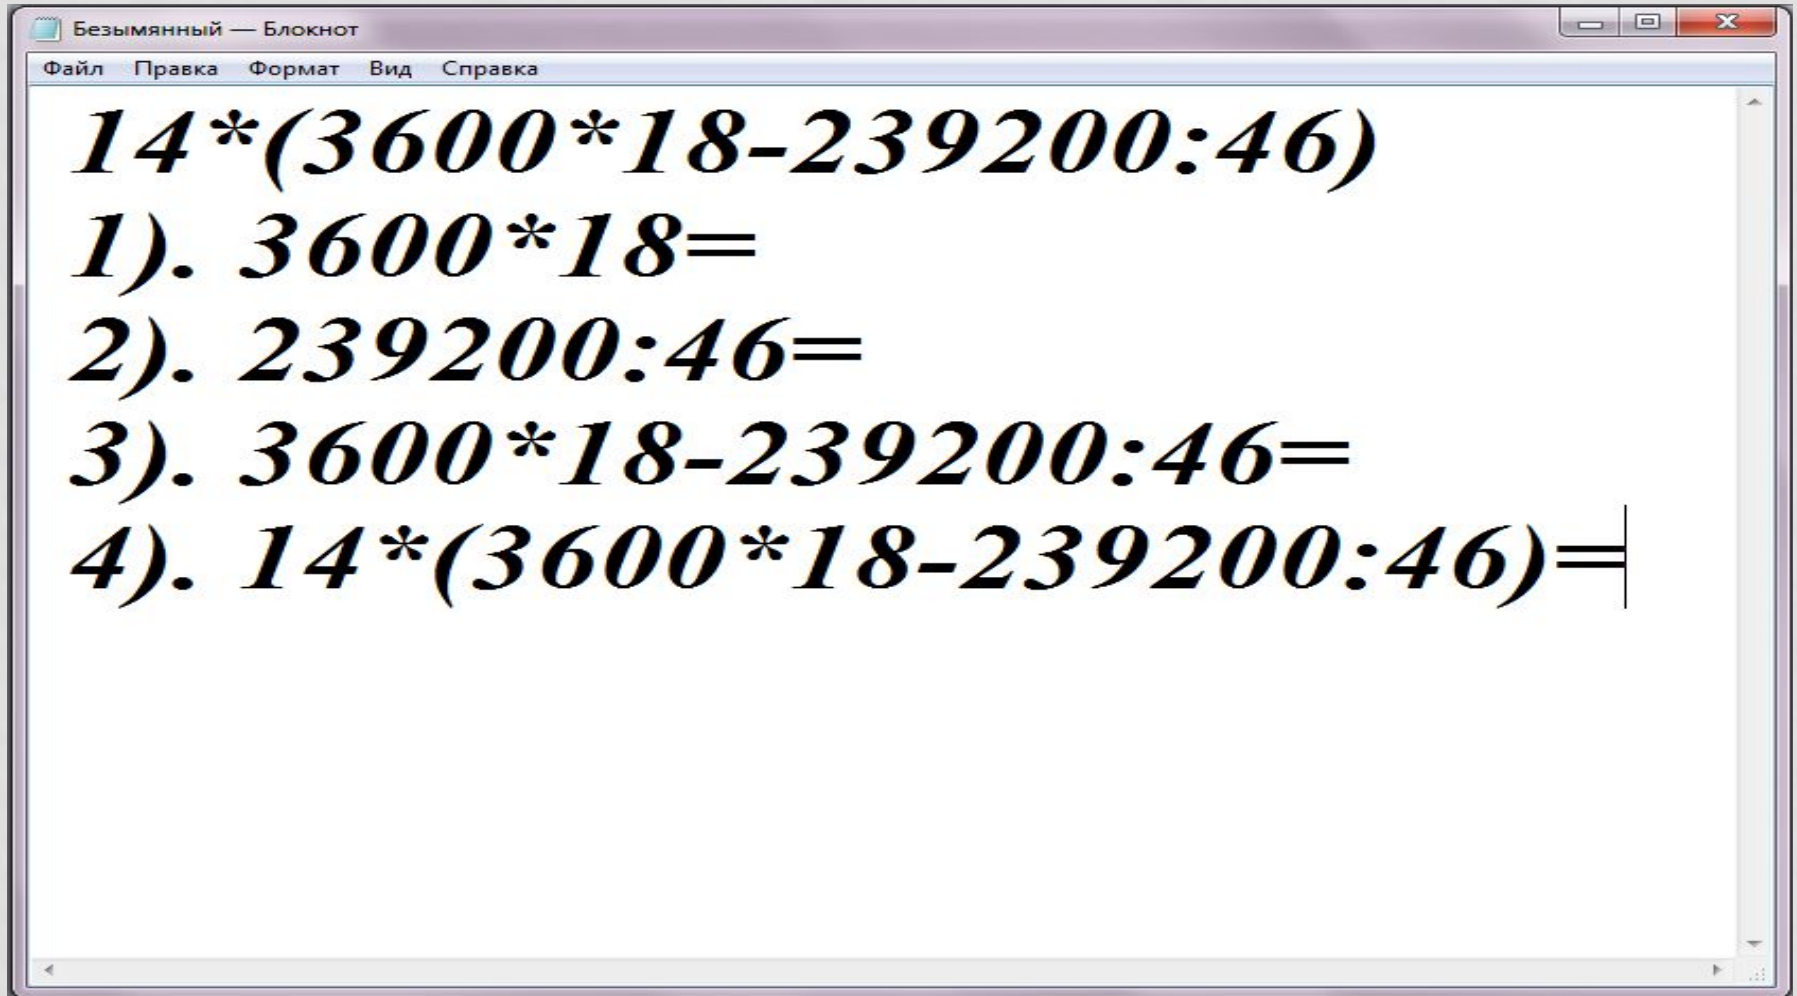 Безымянный — Блокнот
Файл Правка Формат Вид Справка
14*(3600*18-239200:46)
1). 3600*18=
2). 239200:46=
3). 3600*18-239200:46=
4). 14*(3600*18-239200:46)=